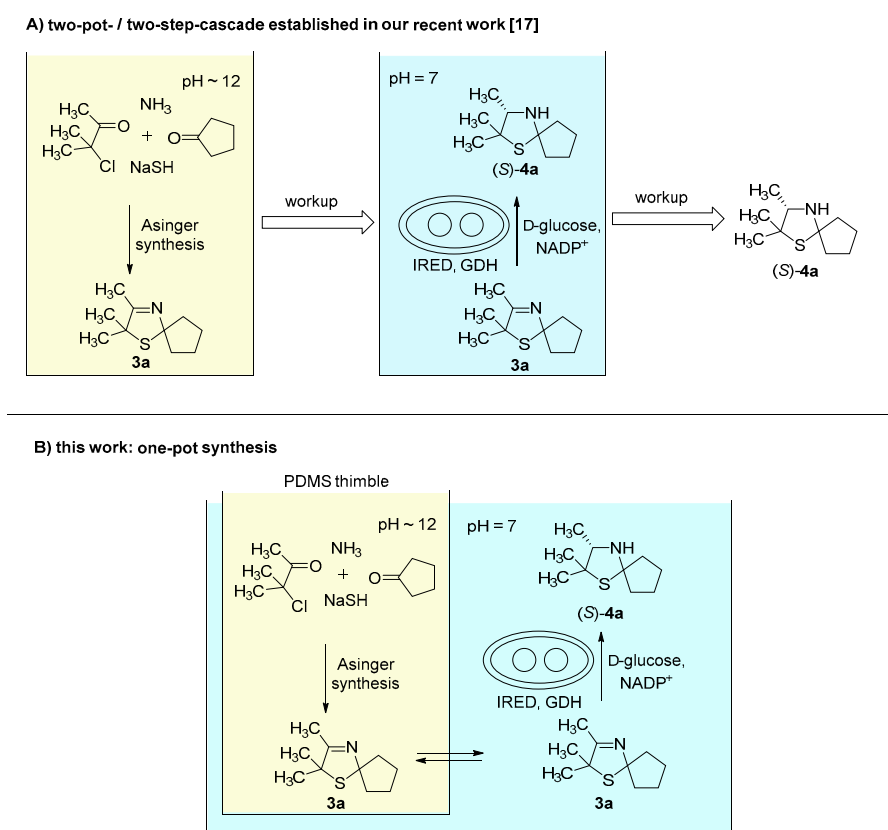 A) two-pot- / two-step-cascade established in our recent work [17]
pH ~ 12
H₃C
NH₃
H₃C
O
+
O
H₃C
Cl
NaSH
Asinger
synthesis
H₃C
H₃C
N
H₃C
S
3a
workup
pH = 7
H₃C
H₃C
NH
H₃C
S
(S)-4a
D-glucose,
NADP⁺
IRED, GDH
H₃C
H₃C
N
H₃C
S
3a
workup
H₃C
H₃C
NH
H₃C
S
(S)-4a
B) this work: one-pot synthesis
PDMS thimble
pH ~ 12
H₃C
NH₃
H₃C
O
+
O
H₃C
Cl
NaSH
Asinger
synthesis
H₃C
H₃C
N
H₃C
S
3a
pH = 7
H₃C
H₃C
NH
H₃C
S
(S)-4a
D-glucose,
NADP⁺
IRED, GDH
H₃C
H₃C
N
H₃C
S
3a